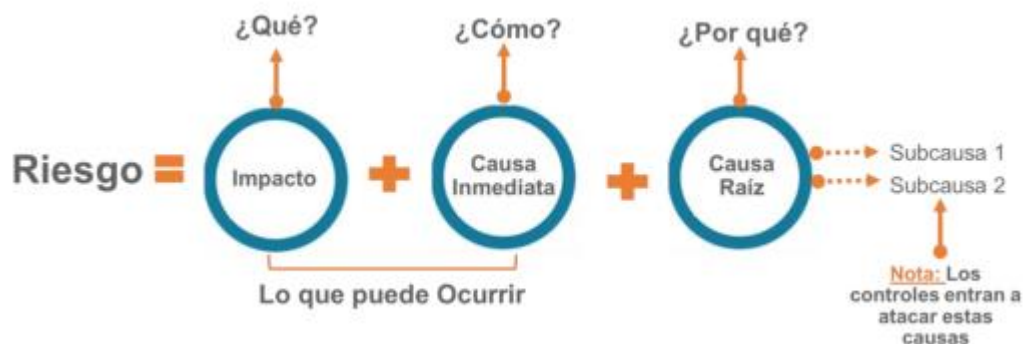 ¿Qué?
¿Cómo?
¿Por qué?
Riesgo =
Impacto
+
Causa
Inmediata
+
Causa
Raíz
Subcausa 1
Subcausa 2
Lo que puede Ocurrir
Nota: Los
controles entran a
atacar estas
causas